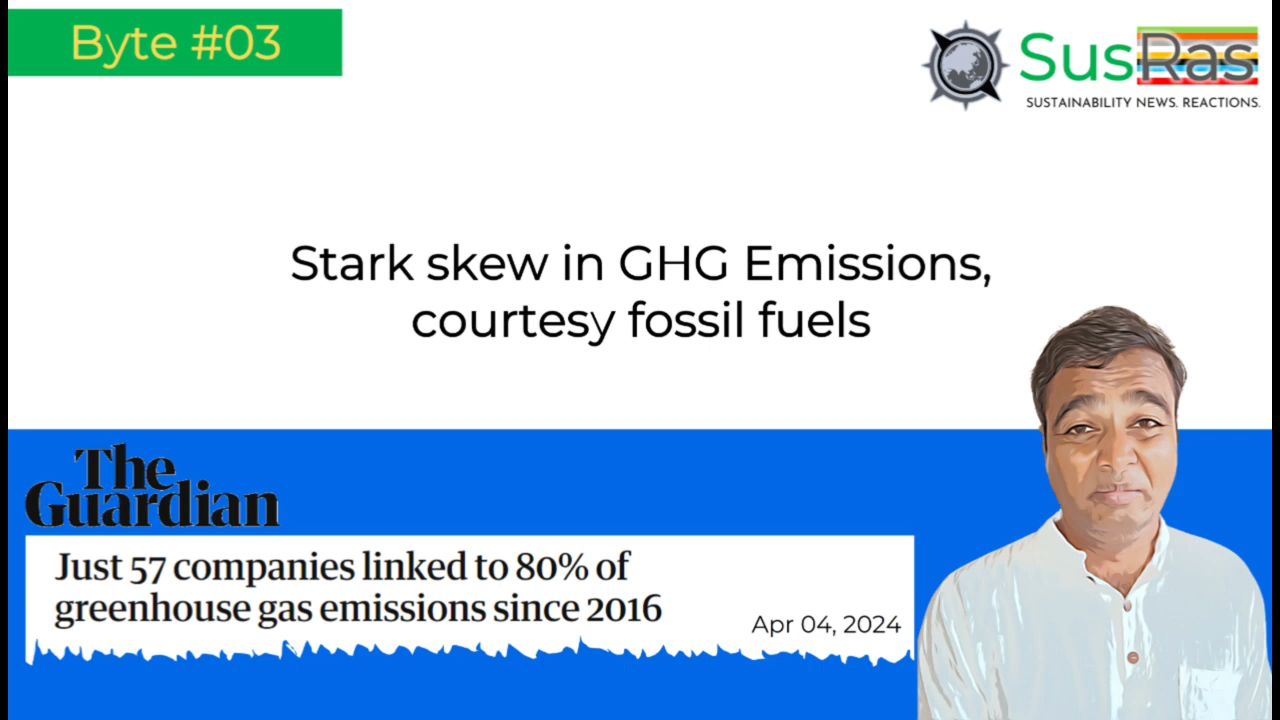 Byte #03
SusRas
SUSTAINABILITY NEWS. REACTIONS.
Stark skew in GHG Emissions,
courtesy fossil fuels
The
Guardian
Just 57 companies linked to 80% of
greenhouse gas emissions since 2016
Apr 04, 2024